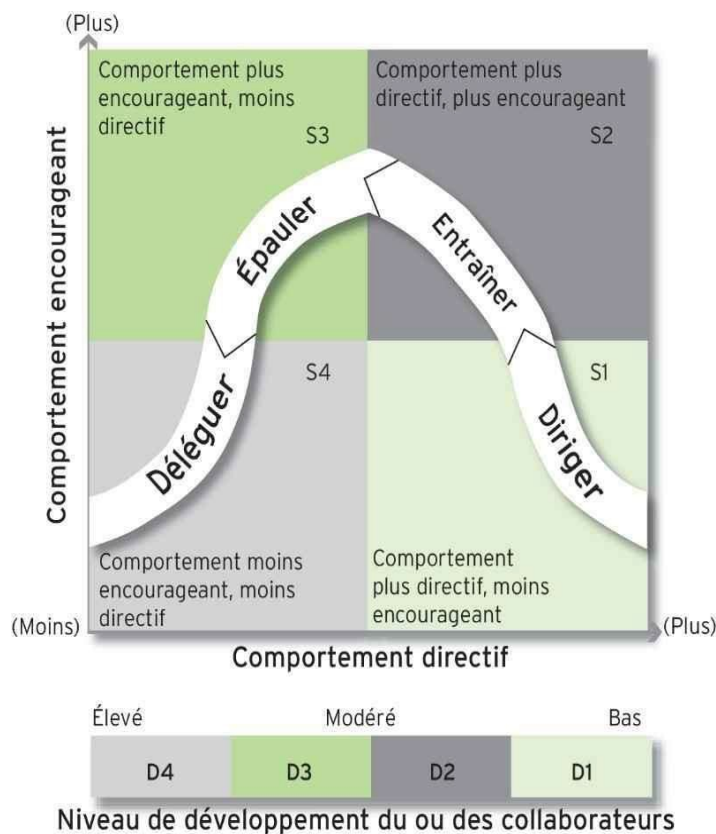 (Plus)
Comportement plus
encourageant, moins
directif
S3
Comportement plus
directif, plus encourageant
S2
Épauler
Entraîner
Comportement encourageant
S4
S1
Déléguer
Diriger
Comportement moins
encourageant, moins
directif
Comportement
plus directif, moins
encourageant
(Moins)
(Plus)
Comportement directif
Élevé
Modéré
Bas
D4
D3
D2
D1
Niveau de développement du ou des collaborateurs